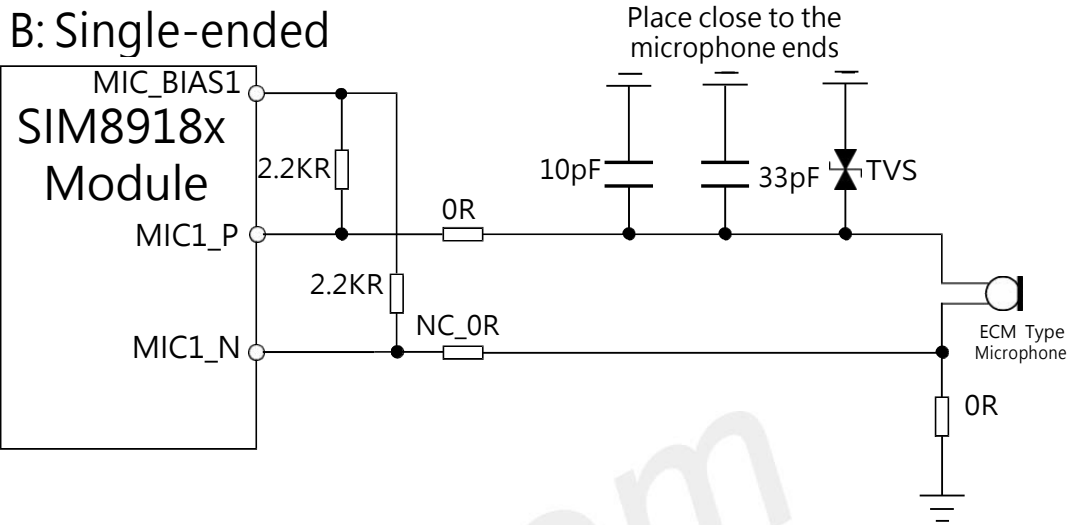 B: Single-ended
Place close to the
microphone ends
MIC_BIAS1
SIM8918x
Module
2.2KR
10pF
33pF
TVS
0R
MIC1_P
2.2KR
NC_0R
MIC1_N
ECM Type
Microphone
0R
om